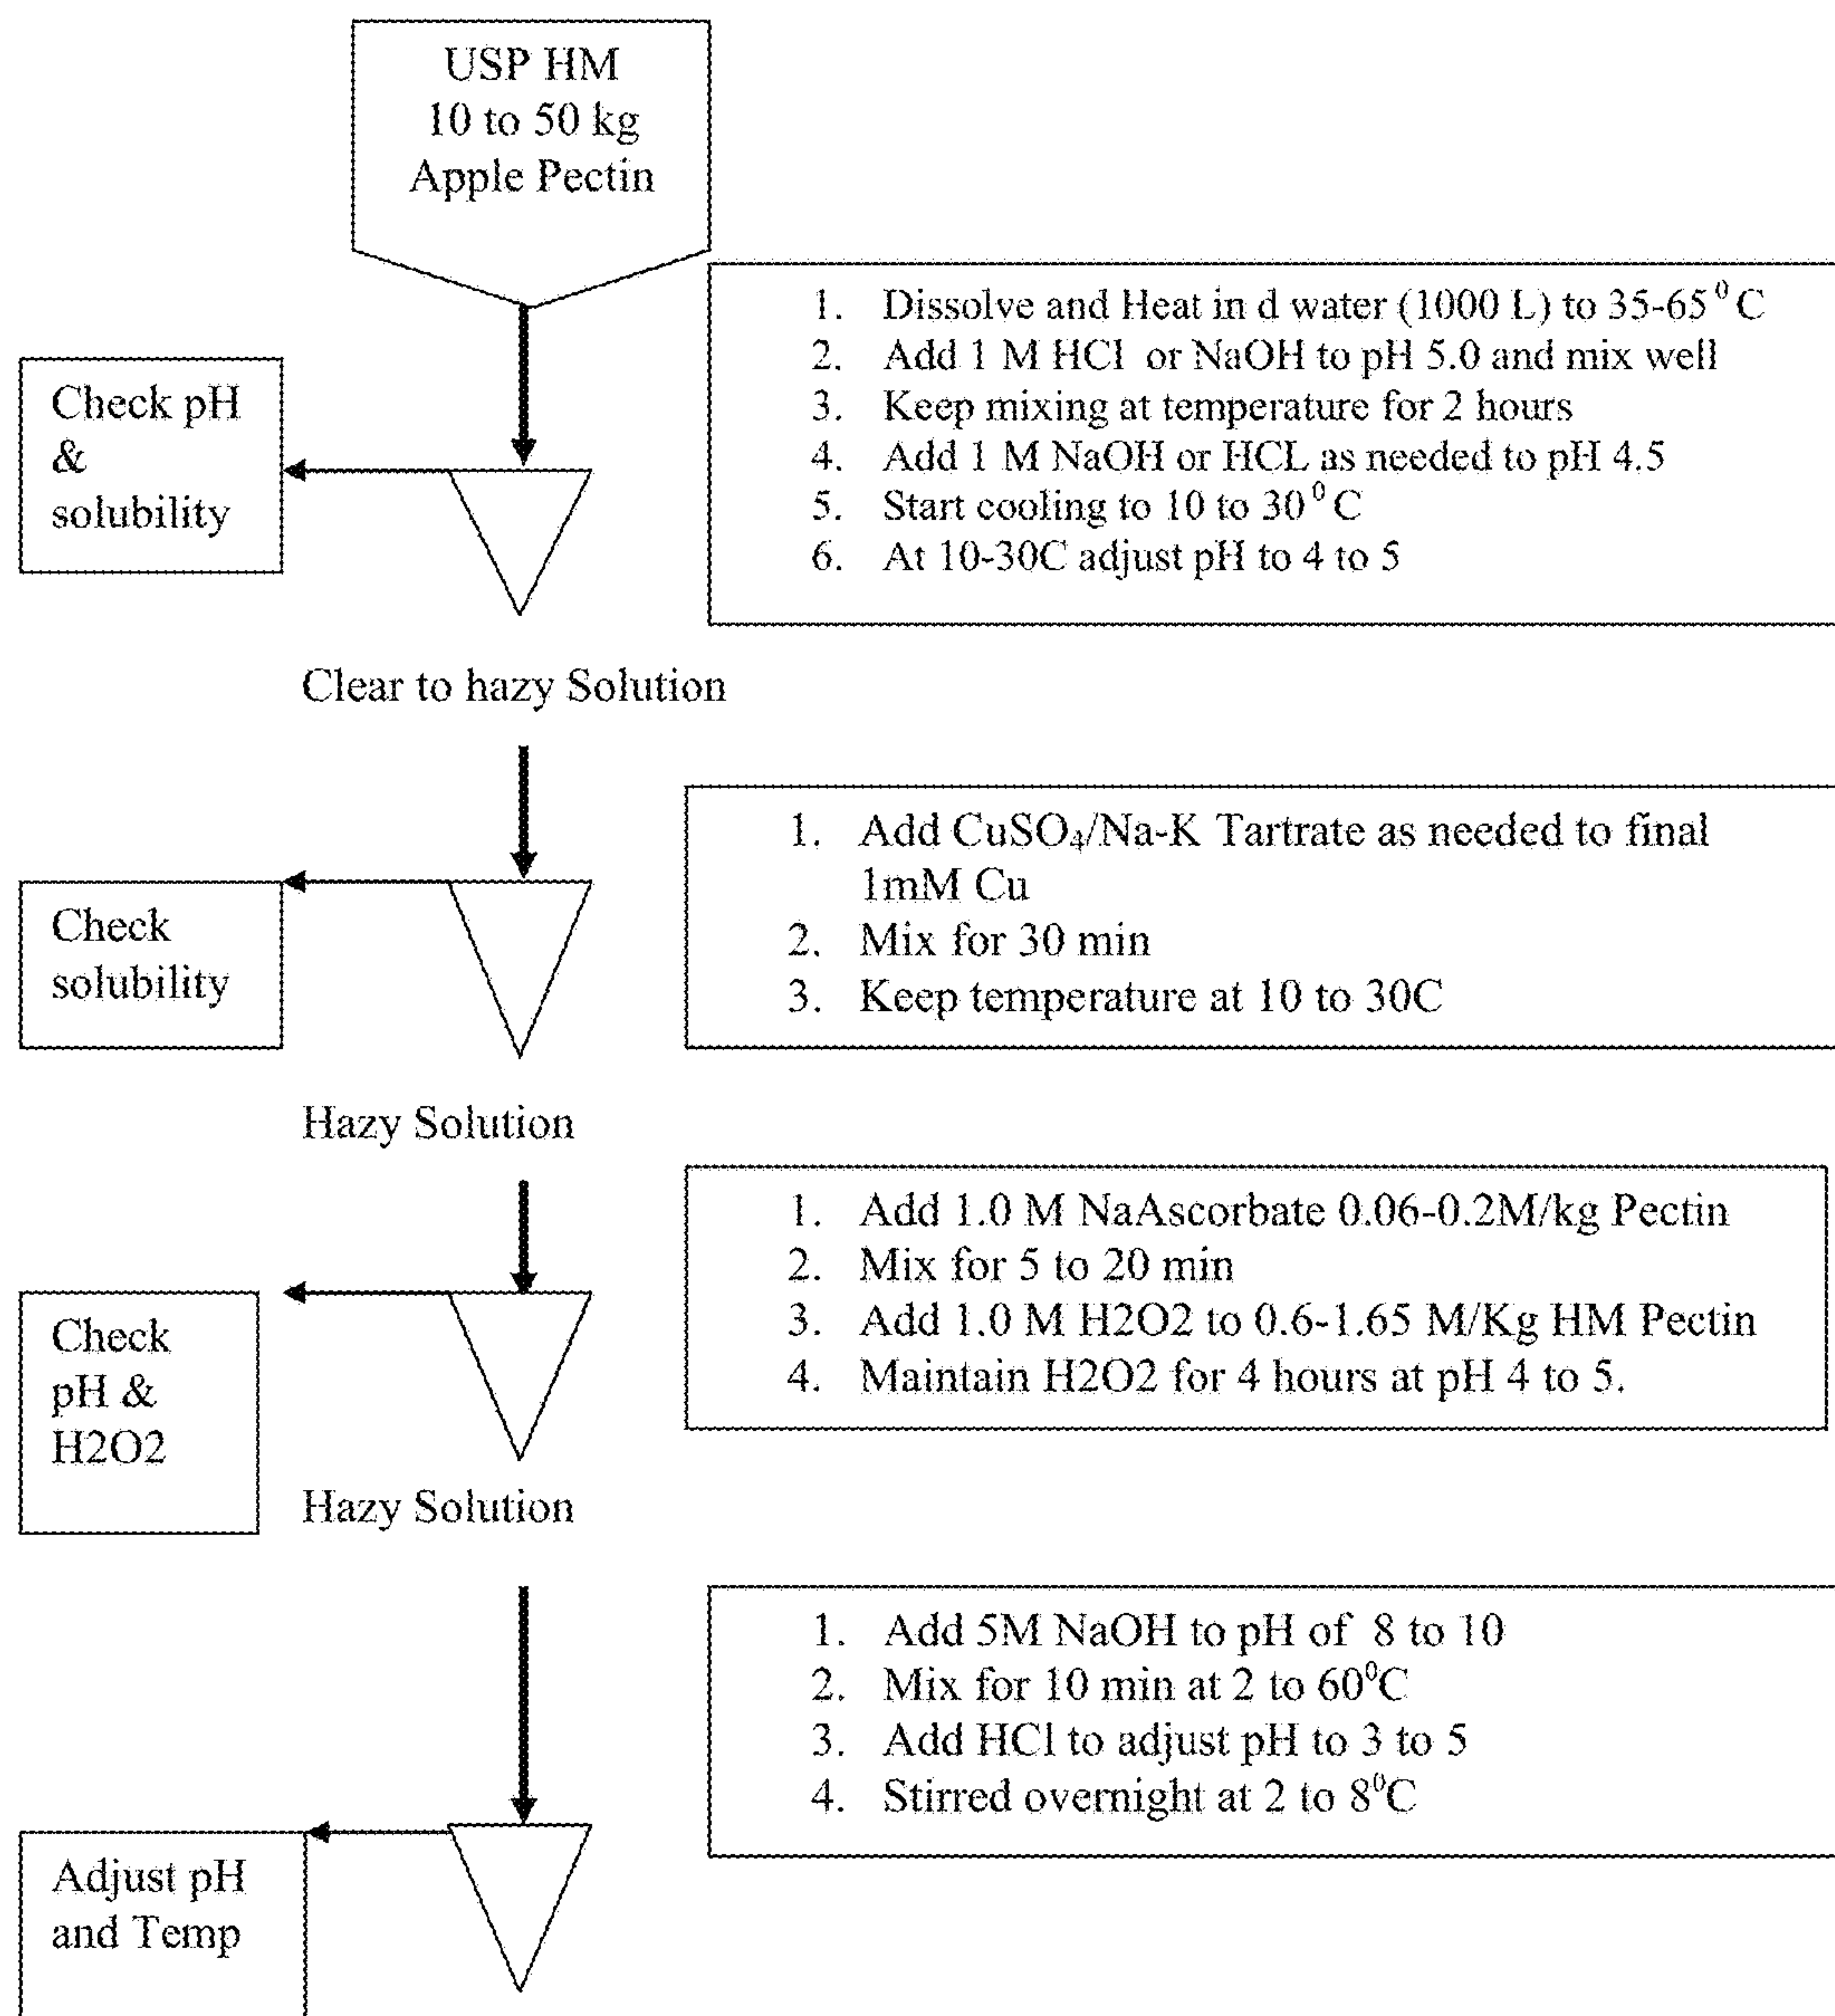 USP HM
10 to 50 kg
Apple Pectin
1. Dissolve and Heat in d water (1000 L) to 35-65⁰ C
2. Add 1 M HCl or NaOH to pH 5.0 and mix well
3. Keep mixing at temperature for 2 hours
4. Add 1 M NaOH or HCL as needed to pH 4.5
5. Start cooling to 10 to 30⁰ C
6. At 10-30C adjust pH to 4 to 5
Check pH
&
solubility
Clear to hazy Solution
1. Add CuSO₄/Na-K Tartrate as needed to final
1mM Cu
2. Mix for 30 min
3. Keep temperature at 10 to 30C
Check
solubility
Hazy Solution
1. Add 1.0 M NaAscorbate 0.06-0.2M/kg Pectin
2. Mix for 5 to 20 min
3. Add 1.0 M H2O2 to 0.6-1.65 M/Kg HM Pectin
4. Maintain H2O2 for 4 hours at pH 4 to 5.
Check
pH &
H2O2
Hazy Solution
1. Add 5M NaOH to pH of 8 to 10
2. Mix for 10 min at 2 to 60⁰C
3. Add HCl to adjust pH to 3 to 5
4. Stirred overnight at 2 to 8⁰C
Adjust pH
and Temp